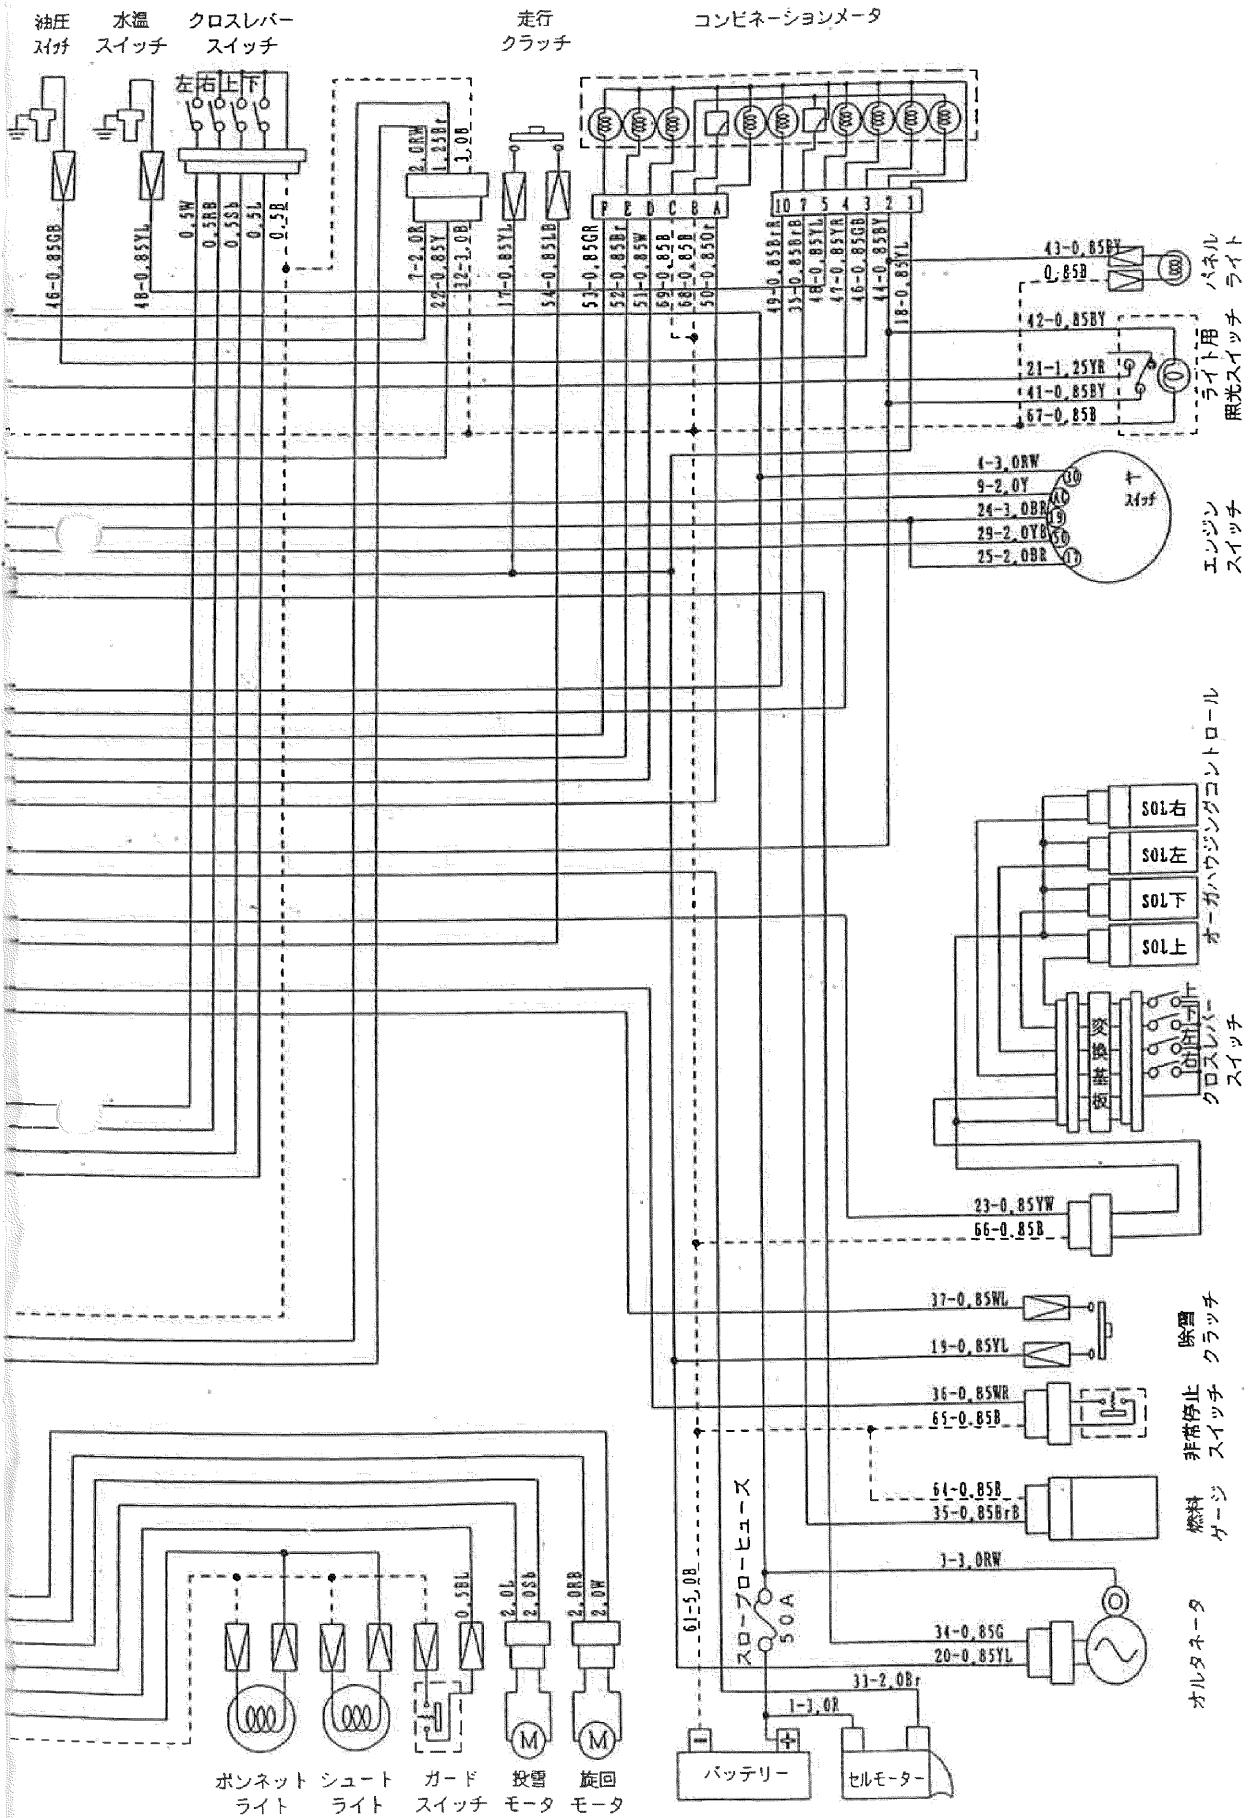 油圧
スイッチ
水温
スイッチ
クロスレバー
スイッチ
走行
クラッチ
コンビネーションメータ
左右上下
0.5W
0.5RB
0.5Sb
0.5L
0.5B
46-0.85GB
48-0.85YL
2.0RW
1.25Br
3.0B
7-2.0R
22-0.85Y
32-3.0B
17-0.85YL
54-0.85LB
F E D C B A
10 7 5 4 3 2 1
53-0.85GR
52-0.85Br
51-0.85W
69-0.85B
68-0.85B
50-0.85Or
49-0.85BrR
35-0.85BrB
48-0.85YL
47-0.85YR
46-0.85GB
44-0.85BY
18-0.85YL
43-0.85BY
0.85B
パネル
ライト
42-0.85BY
21-1.25YR
41-0.85BY
67-0.85B
ライト用
照光スイッチ
4-3.0RW
9-2.0Y
24-3.0BR
29-2.0YB
25-2.0BR
30
AC
19
50
17
キー
スイッチ
エンジン
スイッチ
SOL右
SOL左
SOL下
SOL上
オーガハウジングコントロール
変換基板
上
下
左
右
クロスレバー
スイッチ
23-0.85YW
66-0.85B
37-0.85WL
19-0.85YL
除雪
クラッチ
36-0.85WR
65-0.85B
非常停止
スイッチ
64-0.85B
35-0.85BrB
燃料
ゲージ
3-3.0RW
34-0.85G
20-0.85YL
オルタネータ
スローブローヒューズ
50A
61-5.0B
33-2.0Br
1-3.0R
バッテリー
セルモーター
0.5BL
2.0L
2.0Sb
2.0RB
2.0W
M
M
ボンネット
ライト
シュート
ライト
ガード
スイッチ
投雪
モータ
旋回
モータ